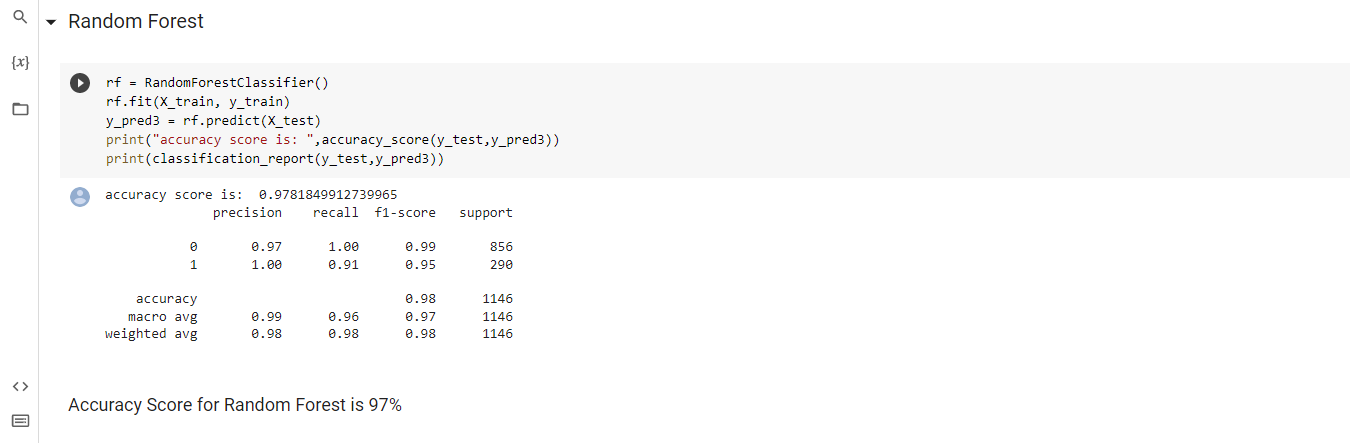 Random Forest
{x}
rf = RandomForestClassifier()
rf.fit(X_train, y_train)
y_pred3 = rf.predict(X_test)
print("accuracy score is: ",accuracy_score(y_test,y_pred3))
print(classification_report(y_test,y_pred3))
accuracy score is:  0.9781849912739965
precision recall f1-score support
0 0.97 1.00 0.99 856
1 1.00 0.91 0.95 290
accuracy 0.98 1146
macro avg 0.99 0.96 0.97 1146
weighted avg 0.98 0.98 0.98 1146
<>
Accuracy Score for Random Forest is 97%